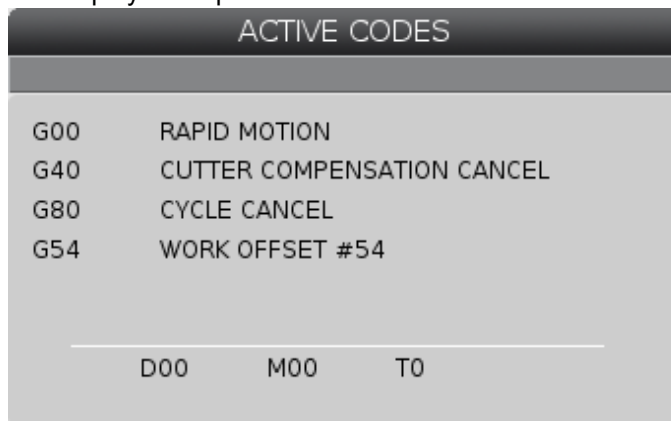 ACTIVE CODES
G00 RAPID MOTION
G40 CUTTER COMPENSATION CANCEL
G80 CYCLE CANCEL
G54 WORK OFFSET #54
D00 M00 T0